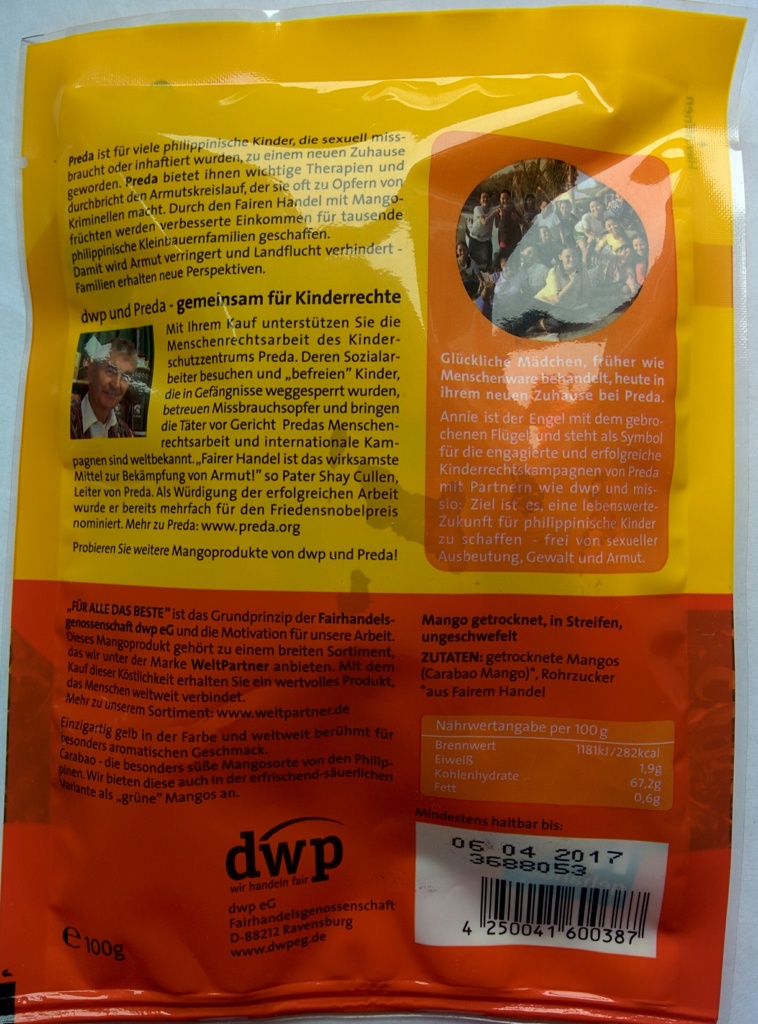 Preda ist für viele philippinische Kinder, die sexuell miss-
braucht oder inhaftiert wurden, zu einem neuen Zuhause
geworden. Preda bietet ihnen wichtige Therapien und
durchbricht den Armutskreislauf, der sie oft zu Opfern von
Kriminellen macht. Durch den Fairen Handel mit Mango-
früchten werden verbesserte Einkommen für tausende
philippinische Kleinbauernfamilien geschaffen.
Damit wird Armut verringert und Landflucht verhindert -
Familien erhalten neue Perspektiven.
dwp und Preda - gemeinsam für Kinderrechte
Mit Ihrem Kauf unterstützen Sie die
Menschenrechtsarbeit des Kinder-
schutzzentrums Preda. Deren Sozialar-
beiter besuchen und „befreien" Kinder,
die in Gefängnisse weggesperrt wurden,
betreuen Missbrauchsopfer und bringen
die Täter vor Gericht Predas Menschen-
rechtsarbeit und internationale Kam-
pagnen sind weltbekannt. „Fairer Handel ist das wirksamste
Mittel zur Bekämpfung von Armut!" so Pater Shay Cullen,
Leiter von Preda. Als Würdigung der erfolgreichen Arbeit
wurde er bereits mehrfach für den Friedensnobelpreis
nominiert. Mehr zu Preda: www.preda.org
Probieren Sie weitere Mangoprodukte von dwp und Preda!
Glückliche Mädchen, früher wie
Menschenware behandelt, heute in
ihrem neuen Zuhause bei Preda.
Annie ist der Engel mit dem gebro-
chenen Flügel und steht als Symbol
für die engagierte und erfolgreiche
Kinderrechtskampagnen von Preda
mit Partnern wie dwp und mis-
sio: Ziel ist es, eine lebenswerte
Zukunft für philippinische Kinder
zu schaffen - frei von sexueller
Ausbeutung, Gewalt und Armut.
„FÜR ALLE DAS BESTE" ist das Grundprinzip der Fairhandels-
genossenschaft dwp eG und die Motivation für unsere Arbeit.
Dieses Mangoprodukt gehört zu einem breiten Sortiment,
das wir unter der Marke WeltPartner anbieten. Mit dem
Kauf dieser Köstlichkeit erhalten Sie ein wertvolles Produkt,
das Menschen weltweit verbindet.
Mehr zu unserem Sortiment: www.weltpartner.de
Einzigartig gelb in der Farbe und weltweit berühmt für
besonders aromatischen Geschmack.
Carabao - die besonders süße Mangosorte von den Philip-
pinen. Wir bieten diese auch in der erfrischend-säuerlichen
Variante als „grüne" Mangos an.
Mango getrocknet, in Streifen,
ungeschwefelt
ZUTATEN: getrocknete Mangos
(Carabao Mango)*, Rohrzucker
*aus Fairem Handel
Nährwertangabe per 100 g
Brennwert 1181kJ/282kcal
Eiweiß 1,9g
Kohlenhydrate 67,2g
Fett 0,6g
Mindestens haltbar bis:
06 04 2017
3688053
4 250041 600387
dwp
wir handeln fair
dwp eG
Fairhandelsgenossenschaft
D-88212 Ravensburg
www.dwpeg.de
e 100g